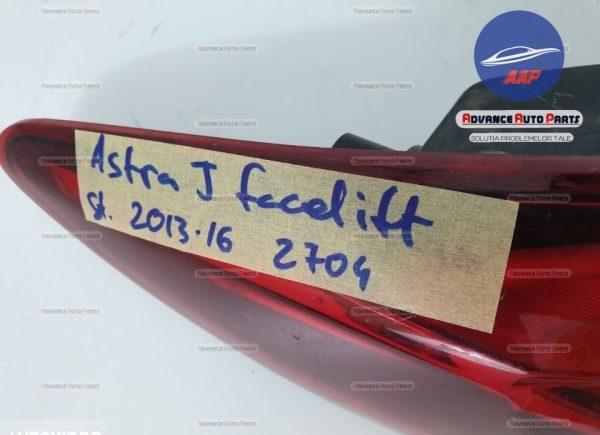 AAP
ADVANCE AUTO PARTS
SOLUTIA PROBLEMELOR TALE
Astra J facelift
st. 2013-16 2704